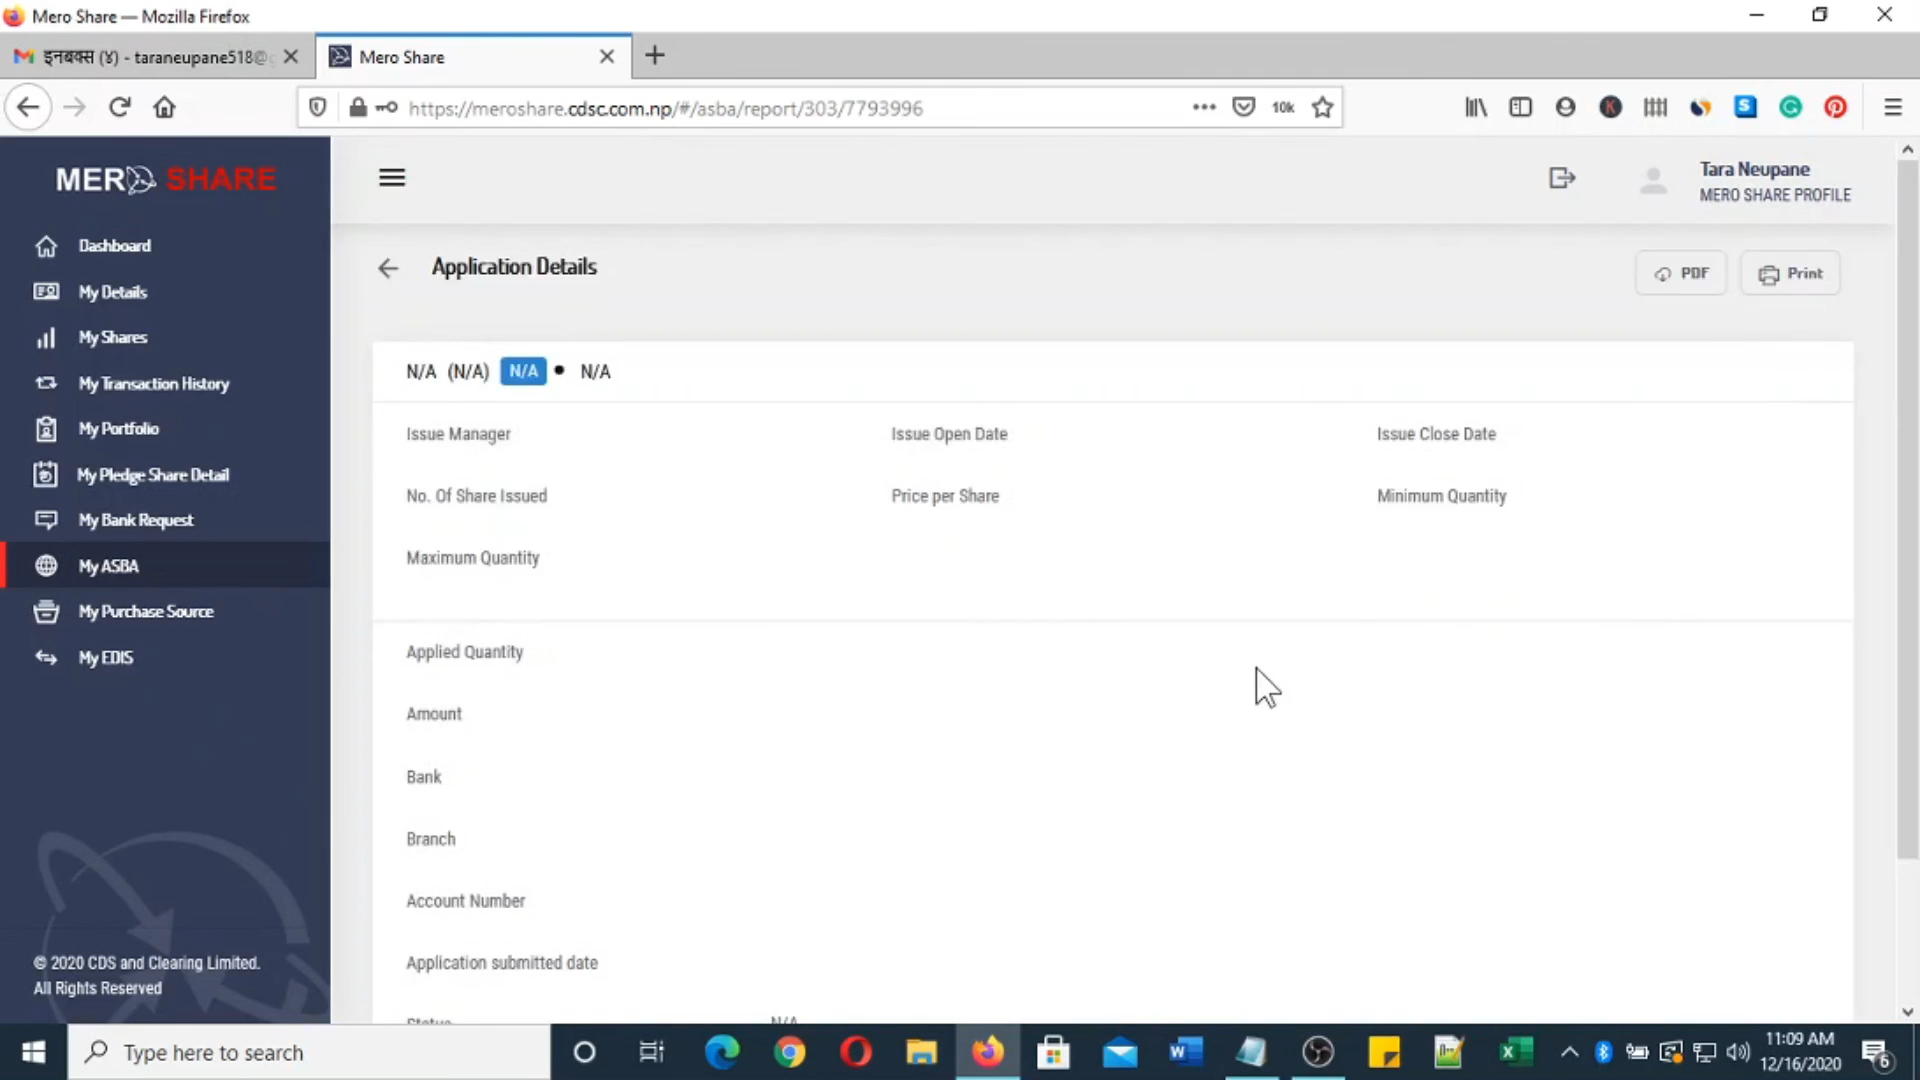 Mero Share — Mozilla Firefox
इनबक्स (४) - taraneupane518@
Mero Share
https://meroshare.cdsc.com.np/#/asba/report/303/7793996
10k
MERO SHARE
Tara Neupane
MERO SHARE PROFILE
Dashboard
My Details
My Shares
My Transaction History
My Portfolio
My Pledge Share Detail
My Bank Request
My ASBA
My Purchase Source
My EDIS
© 2020 CDS and Clearing Limited.
All Rights Reserved
Application Details
PDF
Print
N/A (N/A) N/A • N/A
Issue Manager
Issue Open Date
Issue Close Date
No. Of Share Issued
Price per Share
Minimum Quantity
Maximum Quantity
Applied Quantity
Amount
Bank
Branch
Account Number
Application submitted date
Status
N/A
Type here to search
11:09 AM
12/16/2020
6